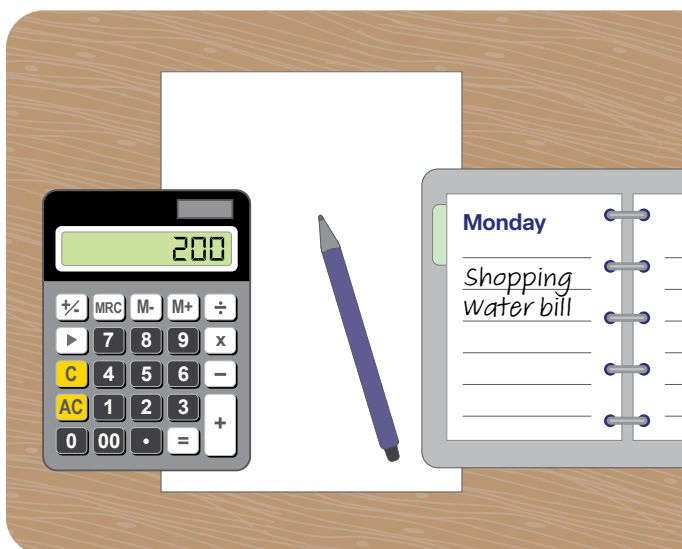 200
+/- MRC M- M+ ÷
7 8 9 x
C 4 5 6 −
AC 1 2 3 +
0 00 • =
Monday
Shopping
Water bill